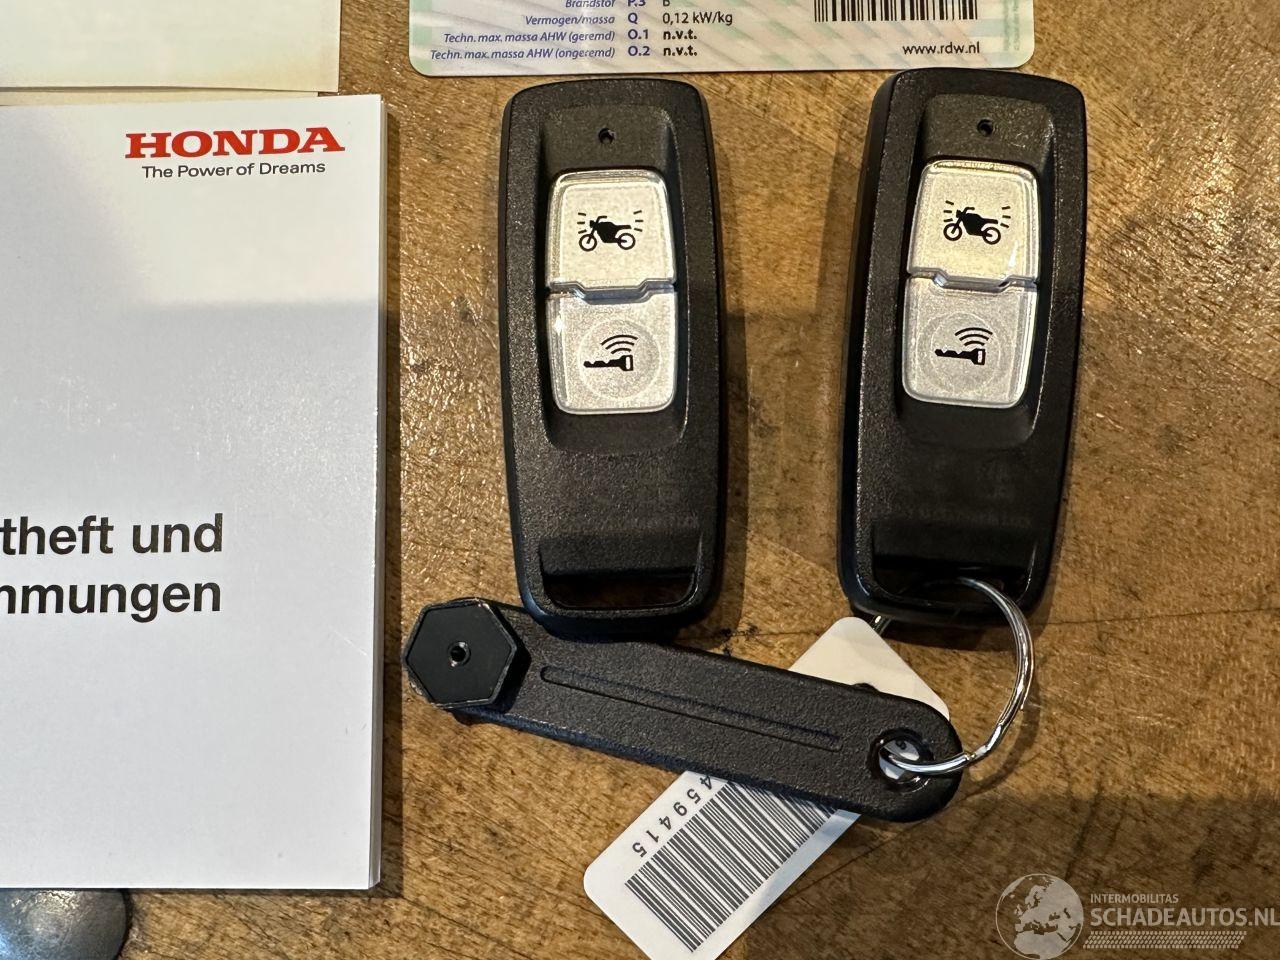 Brandstof P.3 B
Vermogen/massa Q 0,12 kW/kg
Techn. max. massa AHW (geremd) O.1 n.v.t.
Techn. max. massa AHW (ongeremd) O.2 n.v.t.
www.rdw.nl
HONDA
The Power of Dreams
theft und
mmungen
459415
INTERMOBILITAS
SCHADEAUTOS.NL